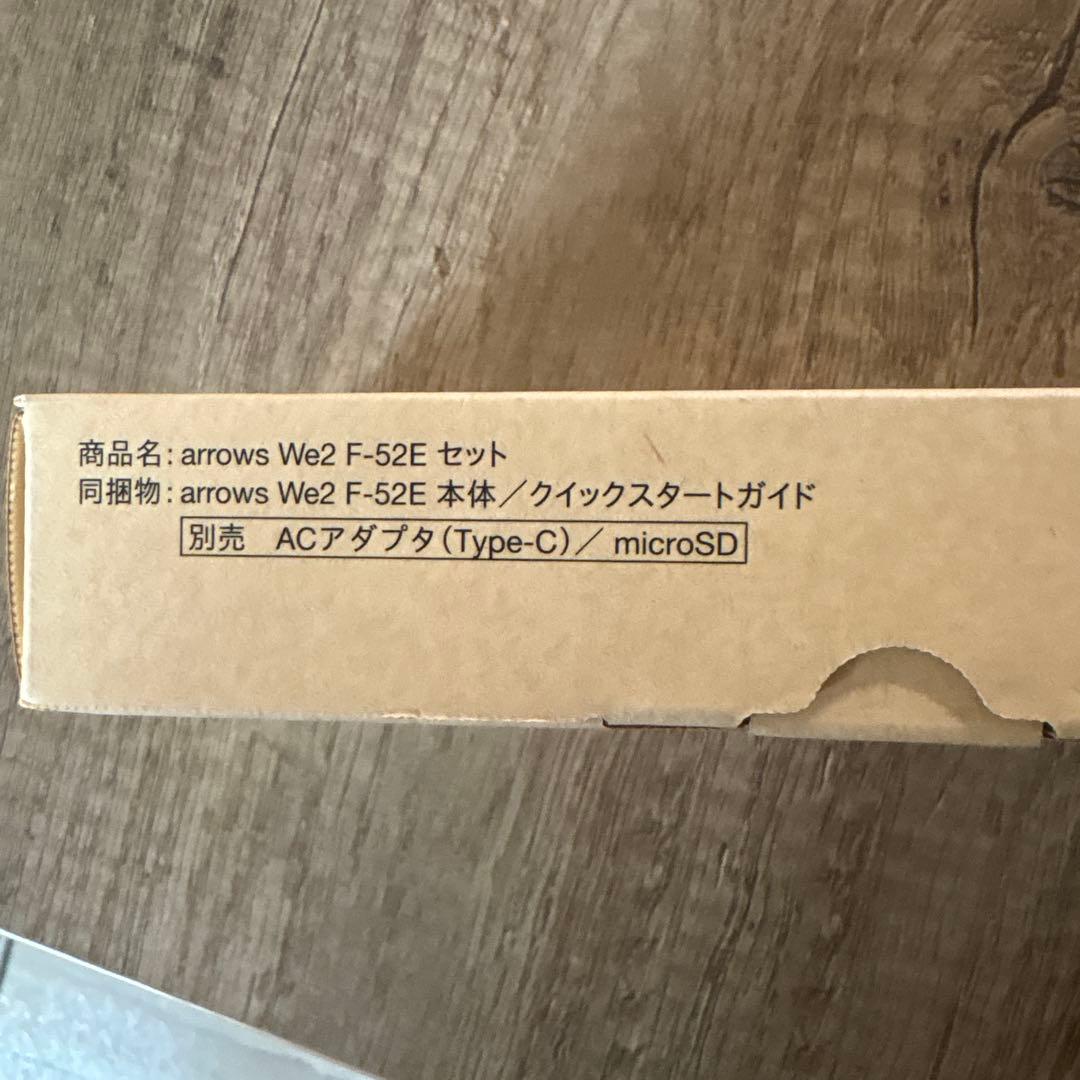 商品名：arrows We2 F-52E セット
同梱物：arrows We2 F-52E 本体／クイックスタートガイド
別売　ACアダプタ（Type-C）／ microSD